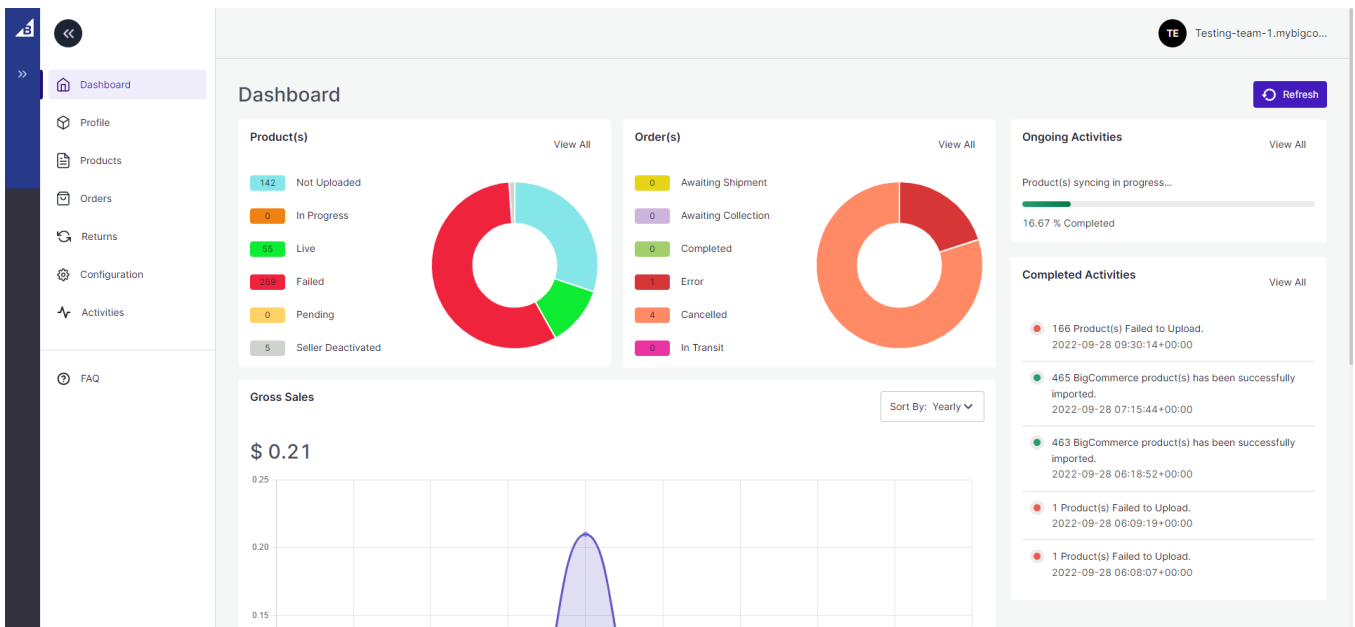 B
TE
Testing-team-1.mybigco...
Dashboard
Profile
Products
Orders
Returns
Configuration
Activities
FAQ
Dashboard
Refresh
Product(s)
View All
142 Not Uploaded
0 In Progress
55 Live
269 Failed
0 Pending
5 Seller Deactivated
Order(s)
View All
0 Awaiting Shipment
0 Awaiting Collection
0 Completed
1 Error
4 Cancelled
0 In Transit
Gross Sales
Sort By: Yearly
$ 0.21
0.25
0.20
0.15
Ongoing Activities
View All
Product(s) syncing in progress...
16.67 % Completed
Completed Activities
View All
166 Product(s) Failed to Upload.
2022-09-28 09:30:14+00:00
465 BigCommerce product(s) has been successfully
imported.
2022-09-28 07:15:44+00:00
463 BigCommerce product(s) has been successfully
imported.
2022-09-28 06:18:52+00:00
1 Product(s) Failed to Upload.
2022-09-28 06:09:19+00:00
1 Product(s) Failed to Upload.
2022-09-28 06:08:07+00:00